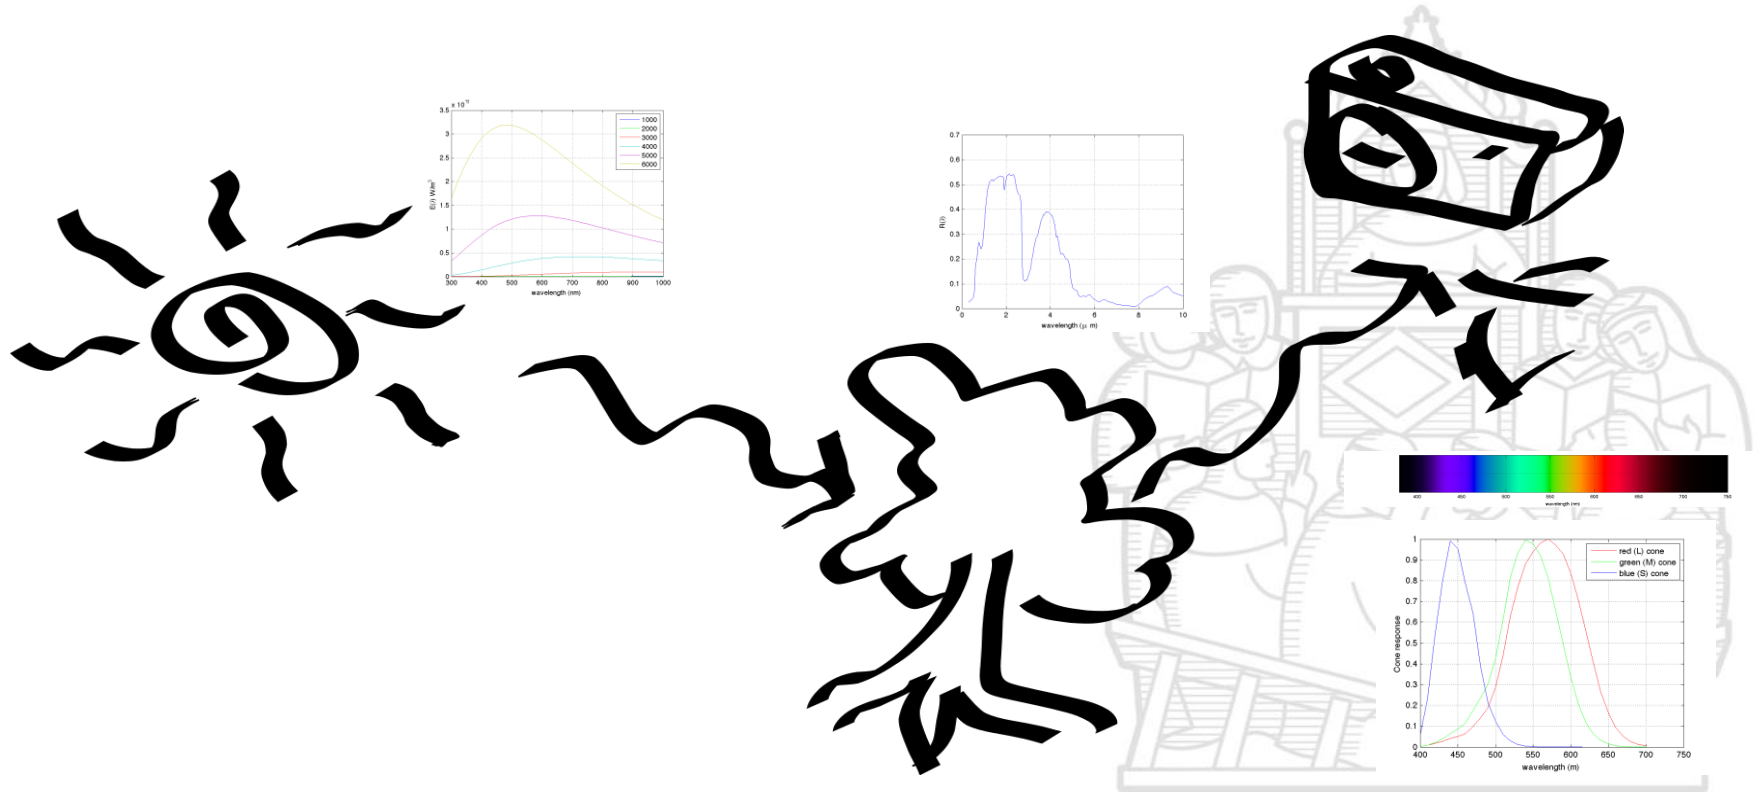 3.5 x 10
3
2.5
2
1.5
1
0.5
0
E(λ) W/m
1000
2000
3000
4000
5000
6000
300 400 500 600 700 800 900 1000
wavelength (nm)
0.7
0.6
0.5
0.4
0.3
0.2
0.1
0
R(λ)
0 2 4 6 8 10
wavelength (μ m)
400 450 500 550 600 650 700 750
wavelength (nm)
1
0.9
0.8
0.7
0.6
0.5
0.4
0.3
0.2
0.1
0
Cone response
red (L) cone
green (M) cone
blue (S) cone
400 450 500 550 600 650 700 750
wavelength (m)